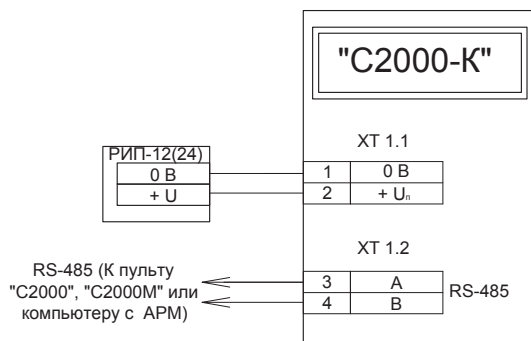 "С2000-К"
ХТ 1.1
РИП-12(24)
0 В
+ U
1 0 В
2 + Uп
ХТ 1.2
RS-485 (К пульту
"С2000", "С2000М" или
компьютеру с АРМ)
3 А
4 В
RS-485